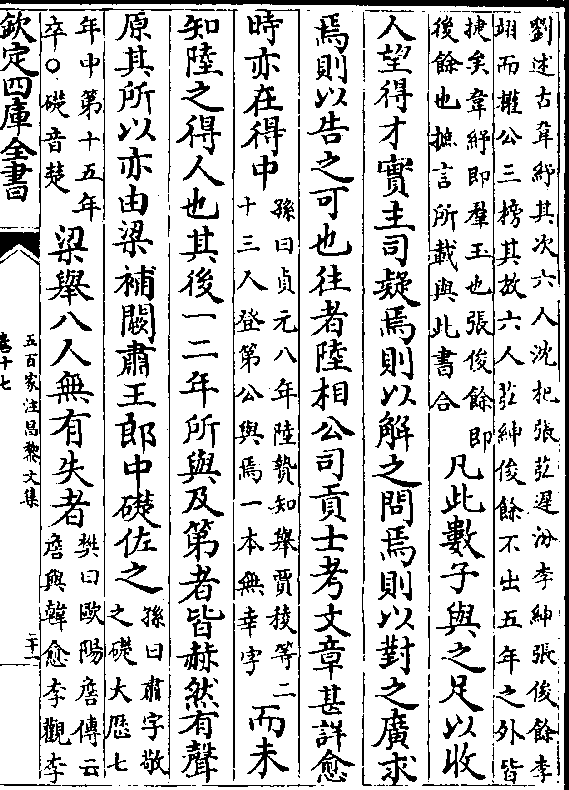 劉述古韋紓其次六人沈杞張苰遲汾李紳張俊餘李
翊而權公三榜其放六人苰紳俊餘不出五年之外皆
捷矣韋紓即羣玉也張俊餘即
後餘也摭言所載與此書合
凡此數子與之足以收
人望得才實主司疑焉則以解之問焉則以對之廣求
焉則以告之可也往者陸相公司貢士考文章甚詳愈
時亦在得中
孫曰貞元八年陸贄知舉賈稜等二
十三人登第公與焉一本無幸字
而未
知陸之得人也其後一二年所與及第者皆赫然有聲
原其所以亦由梁補闕肅王郎中礎佐之
孫曰肅字敬
之礎大歴七
年中第十五年
卒○礎音楚
梁舉八人無有失者
樊曰歐陽詹傳云
詹與韓愈李觀李
欽定四庫全書
五百家注昌黎文集
卷十七
二十一